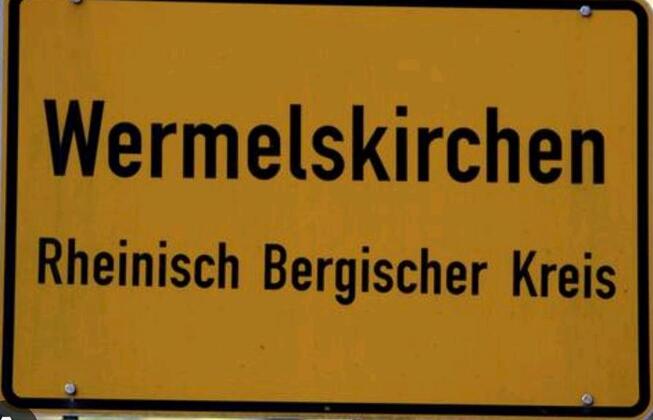 Wermelskirchen
Rheinisch Bergischer Kreis